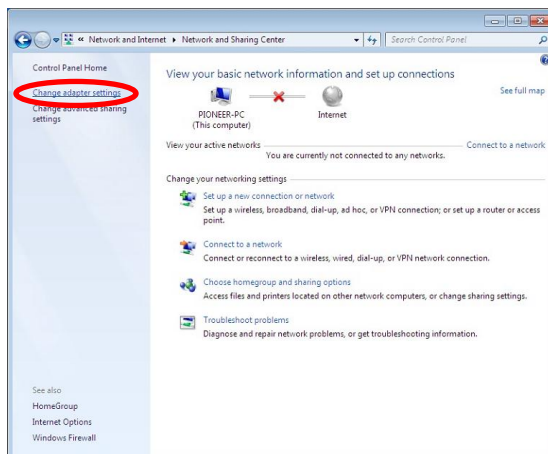 « Network and Internet ▸ Network and Sharing Center
Search Control Panel
Control Panel Home
Change adapter settings
Change advanced sharing
settings
View your basic network information and set up connections
See full map
PIONEER-PC
(This computer)
Internet
View your active networks
Connect to a network
You are currently not connected to any networks.
Change your networking settings
Set up a new connection or network
Set up a wireless, broadband, dial-up, ad hoc, or VPN connection; or set up a router or access
point.
Connect to a network
Connect or reconnect to a wireless, wired, dial-up, or VPN network connection.
Choose homegroup and sharing options
Access files and printers located on other network computers, or change sharing settings.
Troubleshoot problems
Diagnose and repair network problems, or get troubleshooting information.
See also
HomeGroup
Internet Options
Windows Firewall